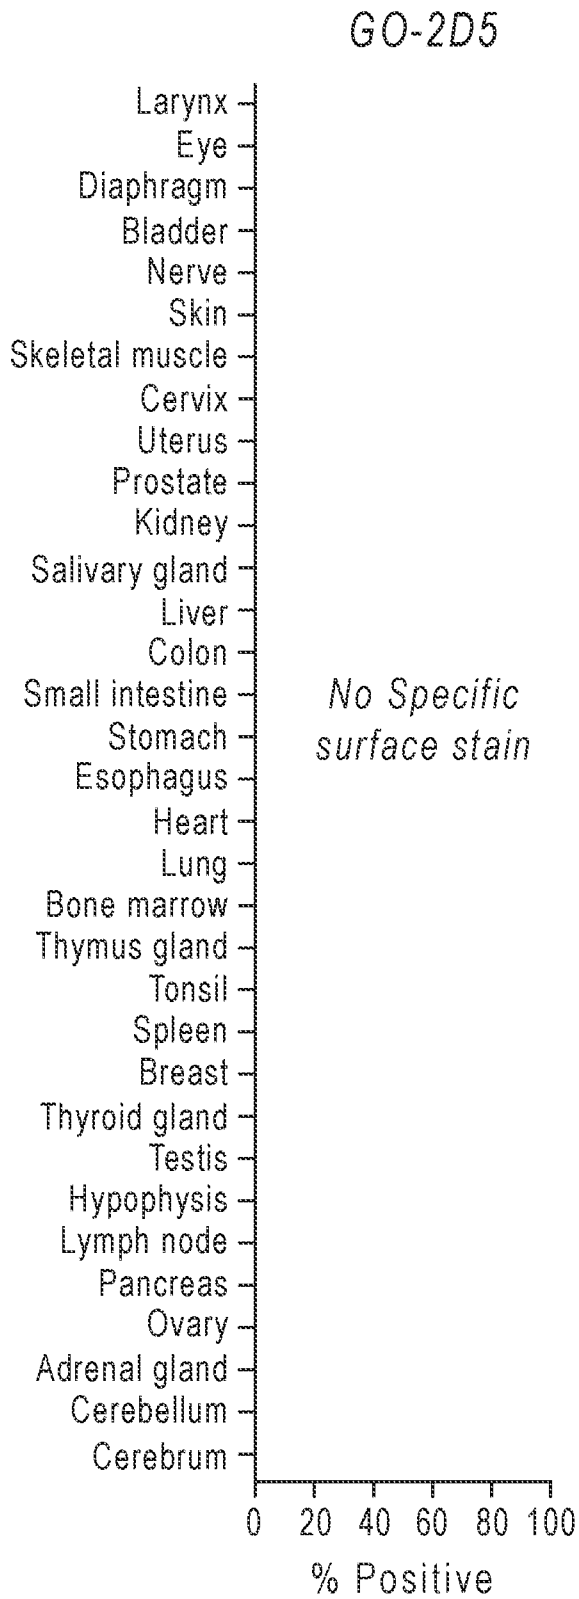 GO-2D5
Larynx
Eye
Diaphragm
Bladder
Nerve
Skin
Skeletal muscle
Cervix
Uterus
Prostate
Kidney
Salivary gland
Liver
Colon
Small intestine
Stomach
Esophagus
Heart
Lung
Bone marrow
Thymus gland
Tonsil
Spleen
Breast
Thyroid gland
Testis
Hypophysis
Lymph node
Pancreas
Ovary
Adrenal gland
Cerebellum
Cerebrum
No Specific
surface stain
0 20 40 60 80 100
% Positive